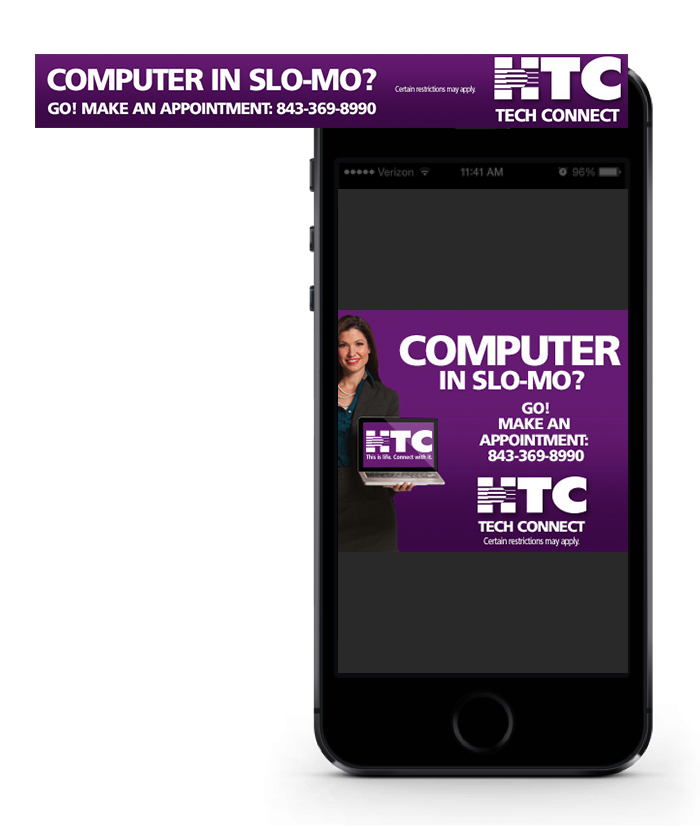 COMPUTER IN SLO-MO?
GO! MAKE AN APPOINTMENT: 843-369-8990
Certain restrictions may apply.
HTC
TECH CONNECT
Verizon
11:41 AM
96%
COMPUTER
IN SLO-MO?
GO!
MAKE AN
APPOINTMENT:
843-369-8990
HTC
This is life. Connect with it.
HTC
TECH CONNECT
Certain restrictions may apply.